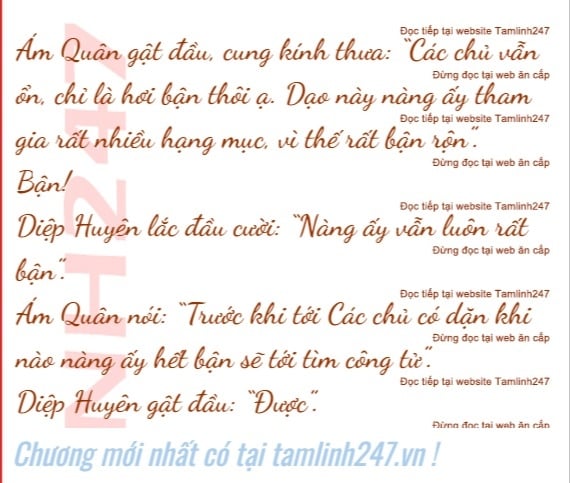 Đọc tiếp tại website Tamlinh247
Ám Quân gật đầu, cung kính thưa: “Các chủ vẫn
Đừng đọc tại web ăn cắp
ổn, chỉ là hơi bận thôi ạ. Dạo này nàng ấy tham
Đọc tiếp tại website Tamlinh247
gia rất nhiều hạng mục, vì thế rất bận rộn”.
Đừng đọc tại web ăn cắp
Bận!
Đọc tiếp tại website Tamlinh247
Diệp Huyên lắc đầu cười: “Nàng ấy vẫn luôn rất
Đừng đọc tại web ăn cắp
bận”.
Đọc tiếp tại website Tamlinh247
Ám Quân nói: “Trước khi tới Các chủ có dặn khi
Đừng đọc tại web ăn cắp
nào nàng ấy hết bận sẽ tới tìm công tử”.
Đọc tiếp tại website Tamlinh247
Diệp Huyên gật đầu: “Được”.
Đừng đọc tại web ăn cắp
NH247
Chương mới nhất có tại tamlinh247.vn !